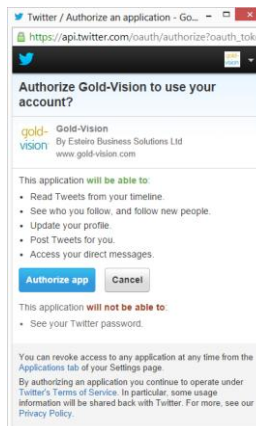 Twitter / Authorize an application - Go...
https://api.twitter.com/oauth/authorize?oauth_tok
Authorize Gold-Vision to use your
account?
gold-
vision
Gold-Vision
By Esteiro Business Solutions Ltd
www.gold-vision.com
This application will be able to:
• Read Tweets from your timeline.
• See who you follow, and follow new people.
• Update your profile.
• Post Tweets for you.
• Access your direct messages.
Authorize app
Cancel
This application will not be able to:
• See your Twitter password.
You can revoke access to any application at any time from the
Applications tab of your Settings page.
By authorizing an application you continue to operate under
Twitter's Terms of Service. In particular, some usage
information will be shared back with Twitter. For more, see our
Privacy Policy.